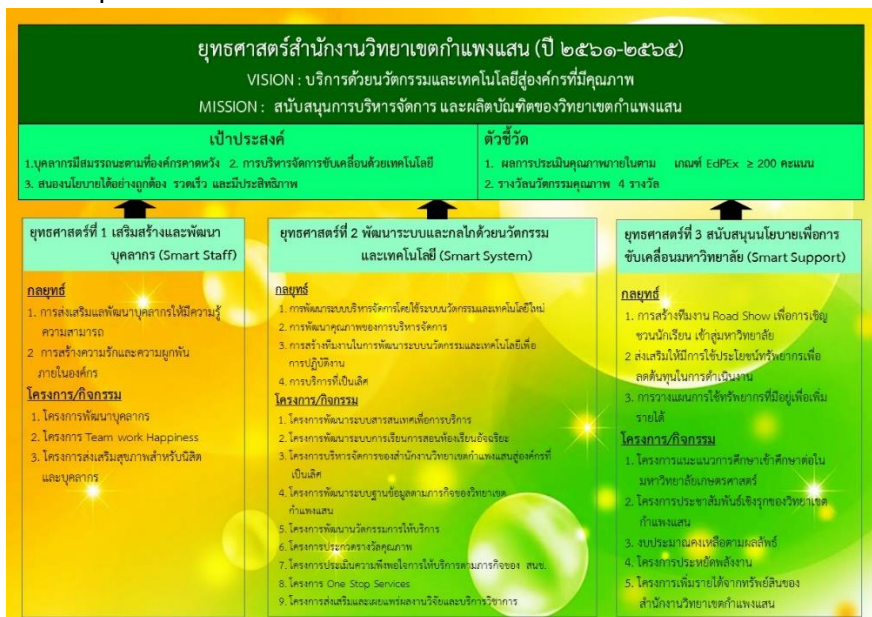 ยุทธศาสตร์สำนักงานวิทยาเขตกำแพงแสน (ปี ๒๕๖๑-๒๕๖๕)
VISION : บริการด้วยนวัตกรรมและเทคโนโลยีสู่องค์กรที่มีคุณภาพ
MISSION : สนับสนุนการบริหารจัดการ และผลิตบัณฑิตของวิทยาเขตกำแพงแสน
เป้าประสงค์
1.บุคลากรมีสมรรถนะตามที่องค์กรคาดหวัง 2. การบริหารจัดการขับเคลื่อนด้วยเทคโนโลยี
3. สนองนโยบายได้อย่างถูกต้อง รวดเร็ว และมีประสิทธิภาพ
ตัวชี้วัด
1. ผลการประเมินคุณภาพภายในตาม เกณฑ์ EdPEx ≥ 200 คะแนน
2. รางวัลนวัตกรรมคุณภาพ 4 รางวัล
ยุทธศาสตร์ที่ 1 เสริมสร้างและพัฒนา
บุคลากร (Smart Staff)
กลยุทธ์
1. การส่งเสริมแลพัฒนาบุคลากรให้มีความรู้
ความสามารถ
2 การสร้างความรักและความผูกพัน
ภายในองค์กร
โครงการ/กิจกรรม
1. โครงการพัฒนาบุคลากร
2. โครงการ Team work Happiness
3. โครงการส่งเสริมสุขภาพสำหรับนิสิต
และบุคลากร
ยุทธศาสตร์ที่ 2 พัฒนาระบบและกลไกด้วยนวัตกรรม
และเทคโนโลยี (Smart System)
กลยุทธ์
1. การพัฒนาระบบบริหารจัดการโดยใช้ระบบนวัตกรรมและเทคโนโลยีใหม่
2. การพัฒนาคุณภาพของการบริหารจัดการ
3. การสร้างทีมงานในการพัฒนาระบบนวัตกรรมและเทคโนโลยีเพื่อ
การปฏิบัติงาน
4. การบริการที่เป็นเลิศ
โครงการ/กิจกรรม
1. โครงการพัฒนาระบบสารสนเทศเพื่อการบริการ
2. โครงการพัฒนาระบบการเรียนการสอนห้องเรียนอัจฉริยะ
3. โครงการบริหารจัดการของสำนักงานวิทยาเขตกำแพงแสนสู่องค์กรที่
เป็นเลิศ
4. โครงการพัฒนาระบบฐานข้อมูลตามภารกิจของวิทยาเขต
กำแพงแสน
5. โครงการพัฒนานวัตกรรมการให้บริการ
6. โครงการประกวดรางวัลคุณภาพ
7. โครงการประเมินความพึงพอใจการให้บริการตามภารกิจของ สนข.
8. โครงการ One Stop Services
9. โครงการส่งเสริมและเผยแพร่ผลงานวิจัยและบริการวิชาการ
ยุทธศาสตร์ที่ 3 สนับสนุนนโยบายเพื่อการ
ขับเคลื่อนมหาวิทยาลัย (Smart Support)
กลยุทธ์
1. การสร้างทีมงาน Road Show เพื่อการเชิญ
ชวนนักเรียน เข้าสู่มหาวิทยาลัย
2 ส่งเสริมให้มีการใช้ประโยชน์ทรัพยากรเพื่อ
ลดต้นทุนในการดำเนินงาน
3. การวางแผนการใช้ทรัพยากรที่มีอยู่เพื่อเพิ่ม
รายได้
โครงการ/กิจกรรม
1. โครงการแนะแนวการศึกษาเข้าศึกษาต่อใน
มหาวิทยาลัยเกษตรศาสตร์
2. โครงการประชาสัมพันธ์เชิงรุกของวิทยาเขต
กำแพงแสน
3. งบประมาณคงเหลือตามผลลัพธ์
4. โครงการประหยัดพลังงาน
5. โครงการเพิ่มรายได้จากทรัพย์สินของ
สำนักงานวิทยาเขตกำแพงแสน